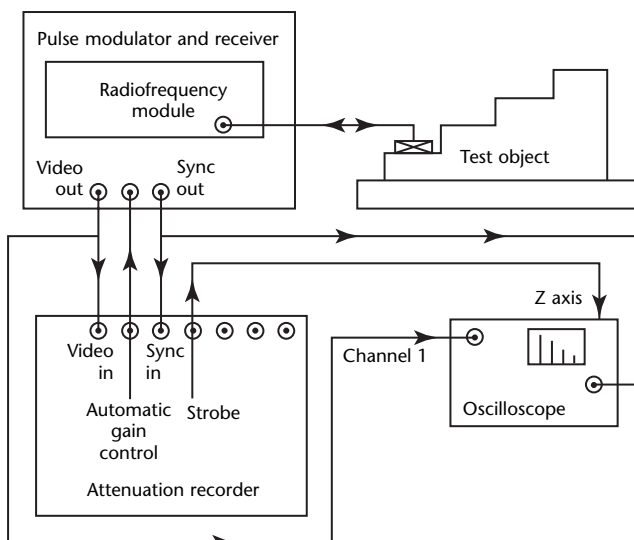 Pulse modulator and receiver
Radiofrequency
module
Test object
Video
out
Sync
out
Z axis
Video
in
Sync
in
Channel 1
Automatic
gain
control
Strobe
Oscilloscope
Attenuation recorder